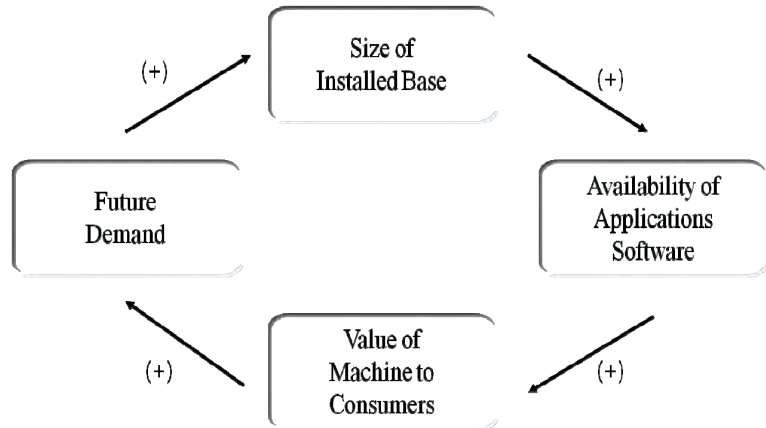 Size of
Installed Base
(+)
(+)
Future
Demand
Availability of
Applications
Software
Value of
Machine to
Consumers
(+)
(+)